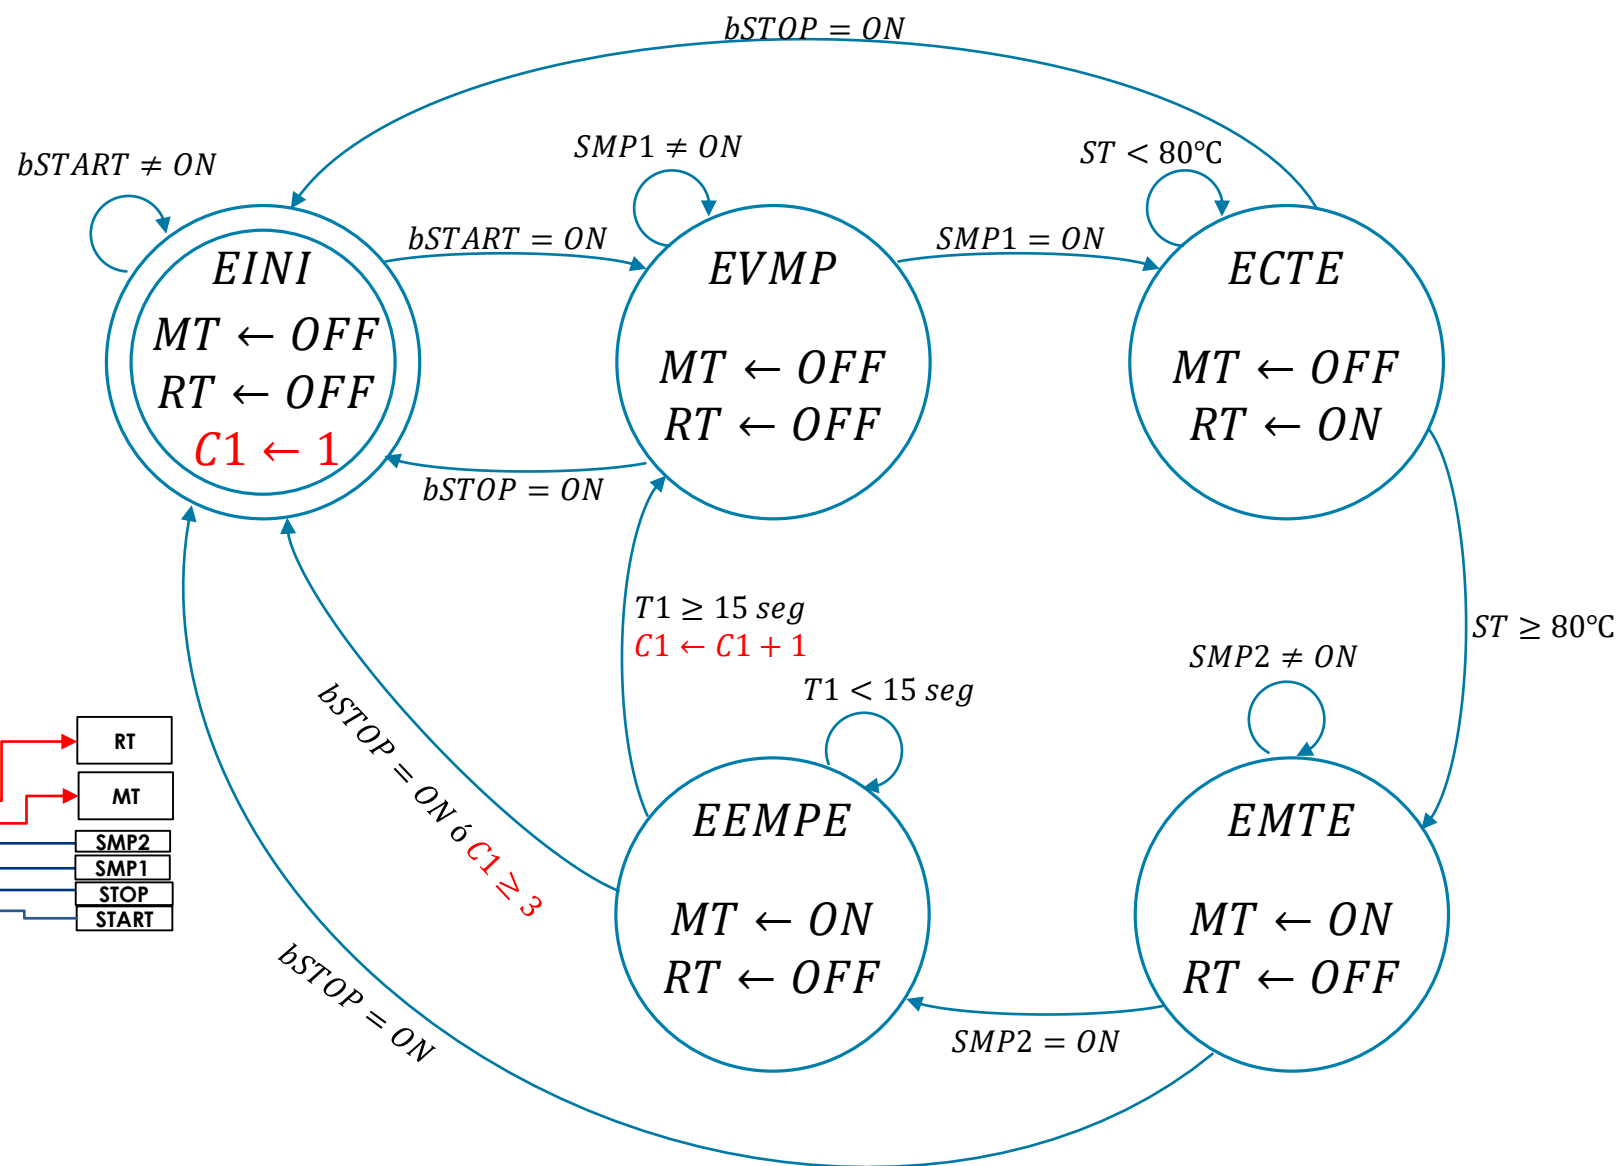 bSTOP = ON
bSTART ≠ ON
SMP1 ≠ ON
ST < 80℃
bSTART = ON
SMP1 = ON
EINI
MT ← OFF
RT ← OFF
C1 ← 1
EVMP
MT ← OFF
RT ← OFF
ECTE
MT ← OFF
RT ← ON
bSTOP = ON
T1 ≥ 15 seg
C1 ← C1 + 1
ST ≥ 80℃
SMP2 ≠ ON
T1 < 15 seg
bSTOP = ON ó C1 ≥ 3
RT
MT
SMP2
SMP1
STOP
START
EEMPE
MT ← ON
RT ← OFF
EMTE
MT ← ON
RT ← OFF
bSTOP = ON
SMP2 = ON